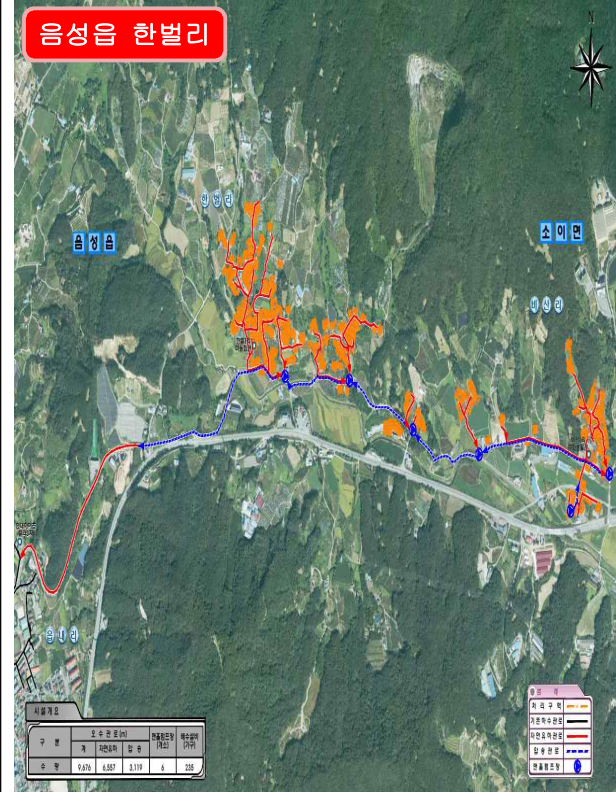 음성읍 한벌리
N
한벌리
음성읍
소이면
비산리
읍내리
시설개요
구 분
오 수 관 로(m)
맨홀펌프장
(개소)
배수설비
(가구)
계
자연유하
압 송
수 량
9,676
6,557
3,119
6
235
범 례
처 리 구 역
기존하수관로
자연유하관로
압 송 관 로
맨홀펌프장